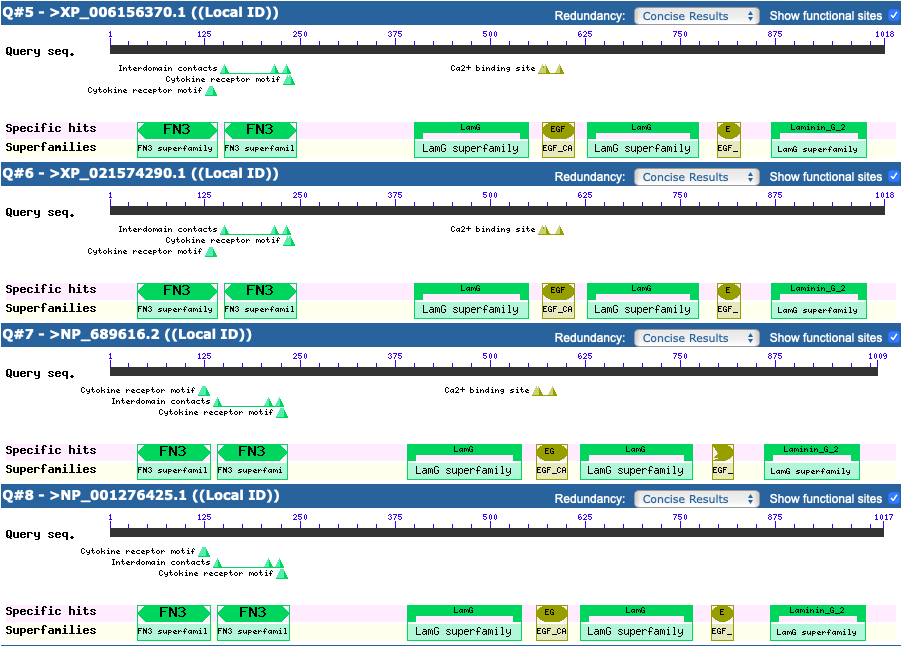 Q#5 - >XP_006156370.1 ((Local ID))
Redundancy: Concise Results Show functional sites
1 125 250 375 500 625 750 875 1018
Query seq.
Interdomain contacts Ca2+ binding site
Cytokine receptor motif
Cytokine receptor motif
Specific hits FN3 FN3 LamG EGF LamG E Laminin_G_2
Superfamilies FN3 superfamily FN3 superfamil LamG superfamily EGF_CA LamG superfamily EGF_ LamG superfamily
Q#6 - >XP_021574290.1 ((Local ID))
Redundancy: Concise Results Show functional sites
1 125 250 375 500 625 750 875 1018
Query seq.
Interdomain contacts Ca2+ binding site
Cytokine receptor motif
Cytokine receptor motif
Specific hits FN3 FN3 LamG EGF LamG E Laminin_G_2
Superfamilies FN3 superfamily FN3 superfamil LamG superfamily EGF_CA LamG superfamily EGF_ LamG superfamily
Q#7 - >NP_689616.2 ((Local ID))
Redundancy: Concise Results Show functional sites
1 125 250 375 500 625 750 875 1009
Query seq.
Cytokine receptor motif Ca2+ binding site
Interdomain contacts
Cytokine receptor motif
Specific hits FN3 FN3 LamG EG LamG Laminin_G_2
Superfamilies FN3 superfamil FN3 superfami LamG superfamily EGF_CA LamG superfamily EGF_ LamG superfamily
Q#8 - >NP_001276425.1 ((Local ID))
Redundancy: Concise Results Show functional sites
1 125 250 375 500 625 750 875 1017
Query seq.
Cytokine receptor motif
Interdomain contacts
Cytokine receptor motif
Specific hits FN3 FN3 LamG EG LamG E Laminin_G_2
Superfamilies FN3 superfamil FN3 superfamil LamG superfamily EGF_CA LamG superfamily EGF_ LamG superfamily